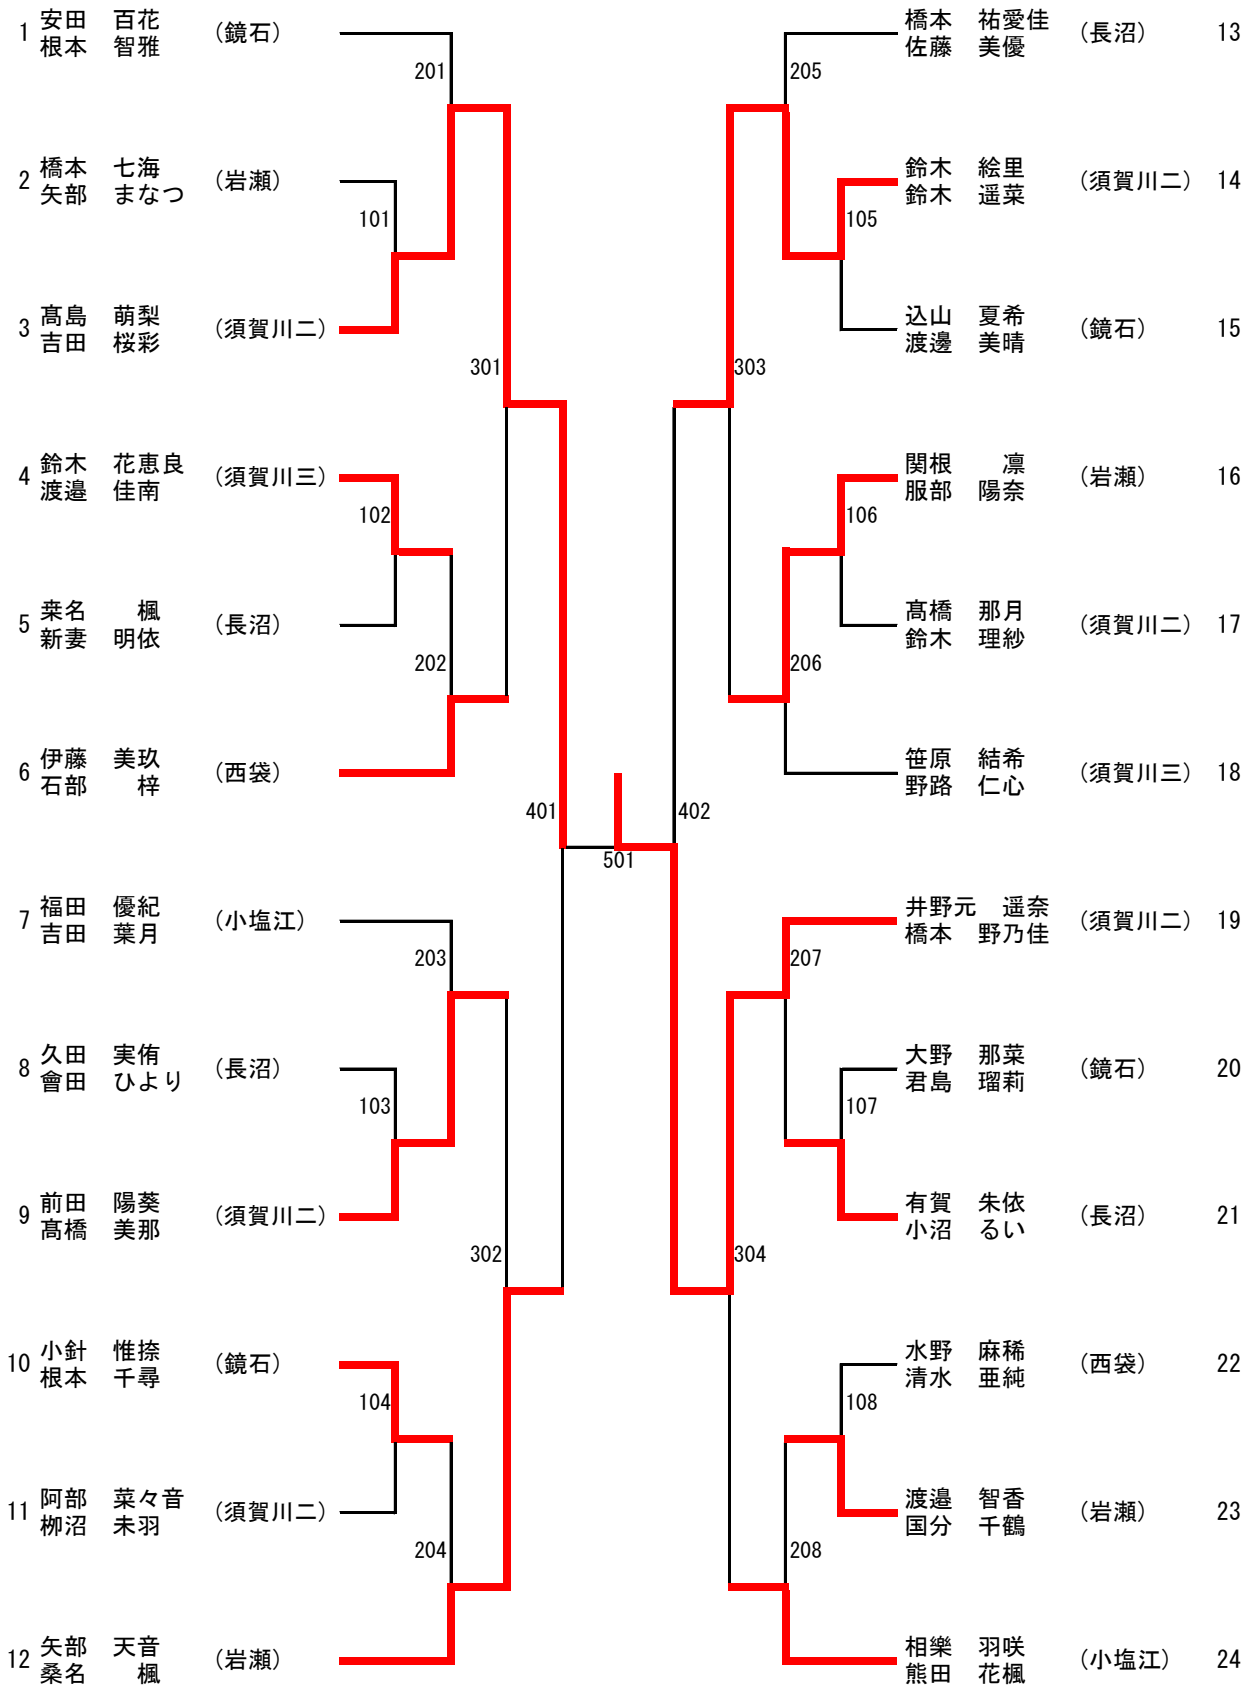 1 安田　百花 (鏡石)
根本　智雅
201
2 橋本　七海 (岩瀬)
矢部　まなつ
101
3 髙島　萌梨 (須賀川二)
吉田　桜彩
301
4 鈴木　花恵良 (須賀川三)
渡邉　佳南
102
5 桒名　楓 (長沼)
新妻　明依
202
6 伊藤　美玖 (西袋)
石部　梓
401
7 福田　優紀 (小塩江)
吉田　葉月
203
8 久田　実侑 (長沼)
會田　ひより
103
9 前田　陽葵 (須賀川二)
髙橋　美那
302
10 小針　惟捺 (鏡石)
根本　千尋
104
11 阿部　菜々音 (須賀川二)
栁沼　未羽
204
12 矢部　天音 (岩瀬)
桑名　楓
501
橋本　祐愛佳 (長沼) 13
佐藤　美優
205
鈴木　絵里 (須賀川二) 14
鈴木　遥菜
105
込山　夏希 (鏡石) 15
渡邊　美晴
303
関根　凛 (岩瀬) 16
服部　陽奈
106
髙橋　那月 (須賀川二) 17
鈴木　理紗
206
笹原　結希 (須賀川三) 18
野路　仁心
402
井野元　遥奈 (須賀川二) 19
橋本　野乃佳
207
大野　那菜 (鏡石) 20
君島　瑠莉
107
有賀　朱依 (長沼) 21
小沼　るい
304
水野　麻稀 (西袋) 22
清水　亜純
108
渡邉　智香 (岩瀬) 23
国分　千鶴
208
相樂　羽咲 (小塩江) 24
熊田　花楓